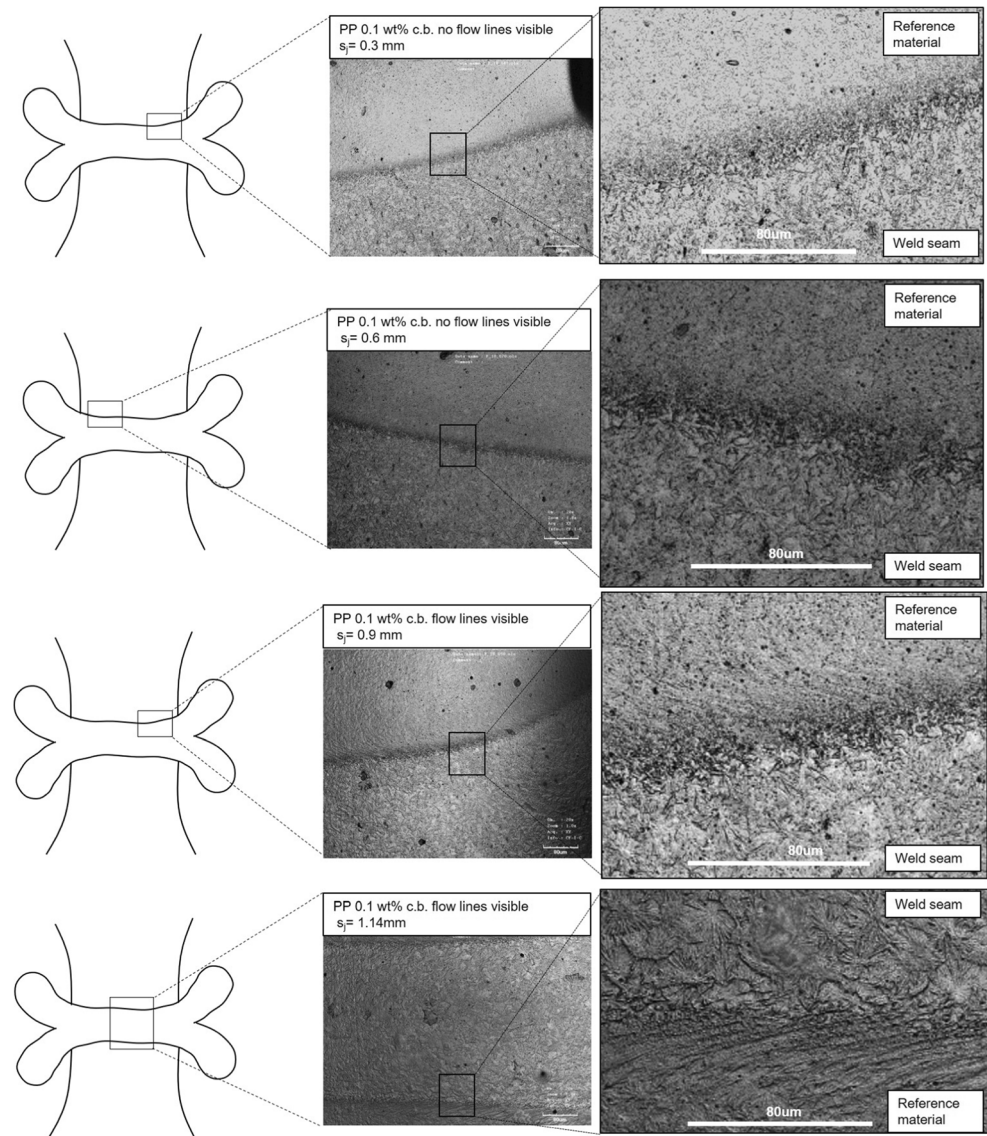 PP 0.1 wt% c.b. no flow lines visible
sj= 0.3 mm
Reference
material
80um
Weld seam
PP 0.1 wt% c.b. no flow lines visible
sj= 0.6 mm
Reference
material
80um
Weld seam
PP 0.1 wt% c.b. flow lines visible
sj= 0.9 mm
Reference
material
80um
Weld seam
PP 0.1 wt% c.b. flow lines visible
sj= 1.14mm
Weld seam
80um
Reference
material